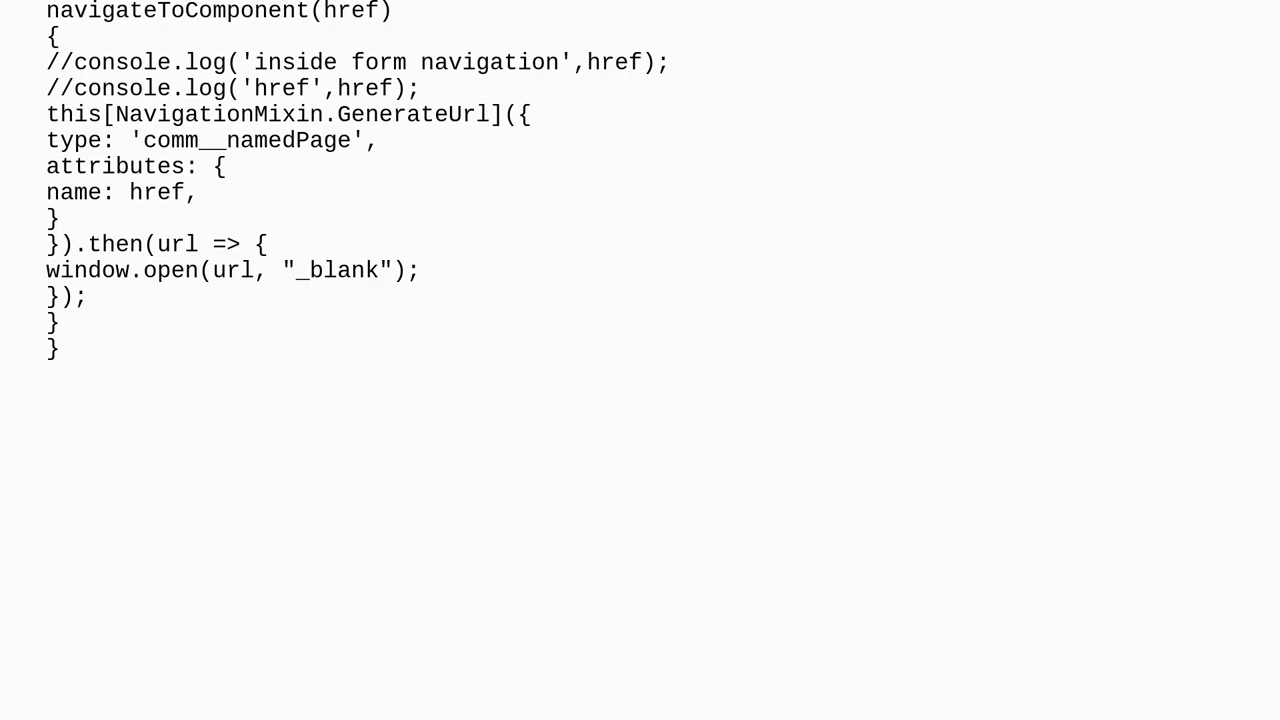 navigateToComponent(href)
{
//console.log('inside form navigation',href);
//console.log('href',href);
this[NavigationMixin.GenerateUrl]({
type: 'comm__namedPage',
attributes: {
name: href,
}
}).then(url => {
window.open(url, "_blank");
});
}
}